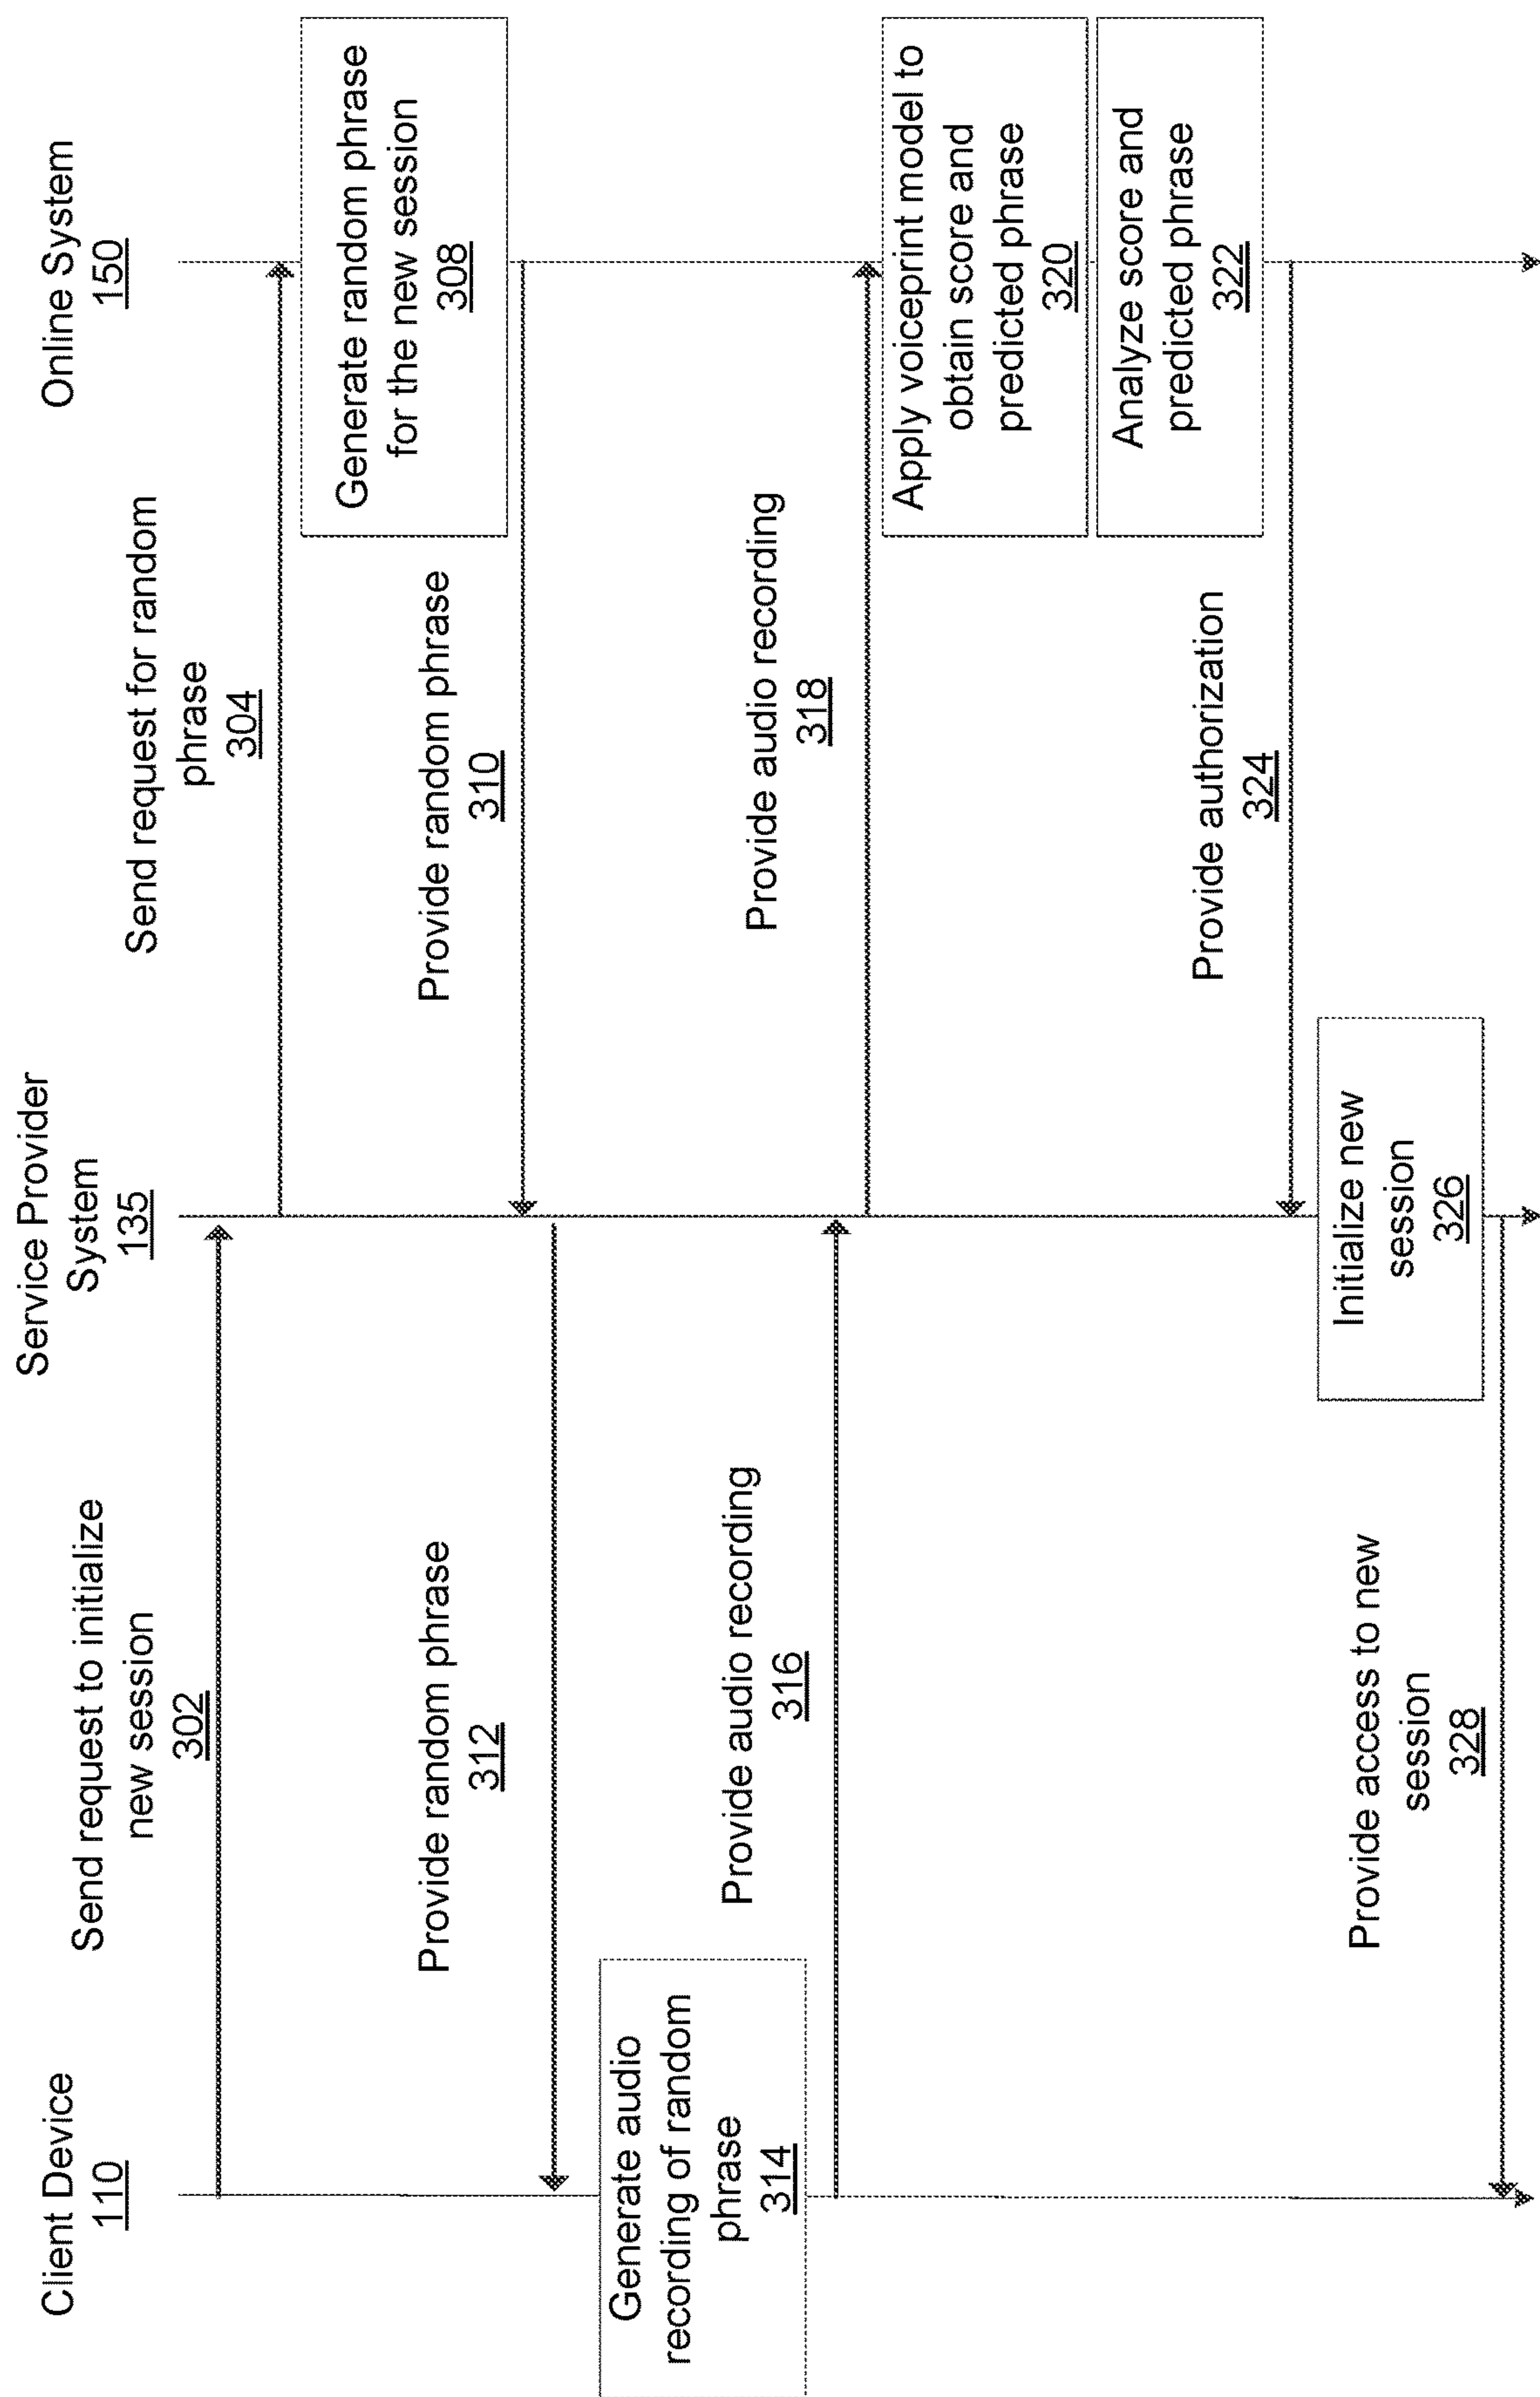 Client Device
110
Service Provider
System
135
Online System
150
Send request to initialize
new session
302
Send request for random
phrase
304
Generate random phrase
for the new session
308
Provide random phrase
310
Provide random phrase
312
Generate audio
recording of random
phrase
314
Provide audio recording
316
Provide audio recording
318
Apply voiceprint model to
obtain score and
predicted phrase
320
Analyze score and
predicted phrase
322
Provide authorization
324
Initialize new
session
326
Provide access to new
session
328